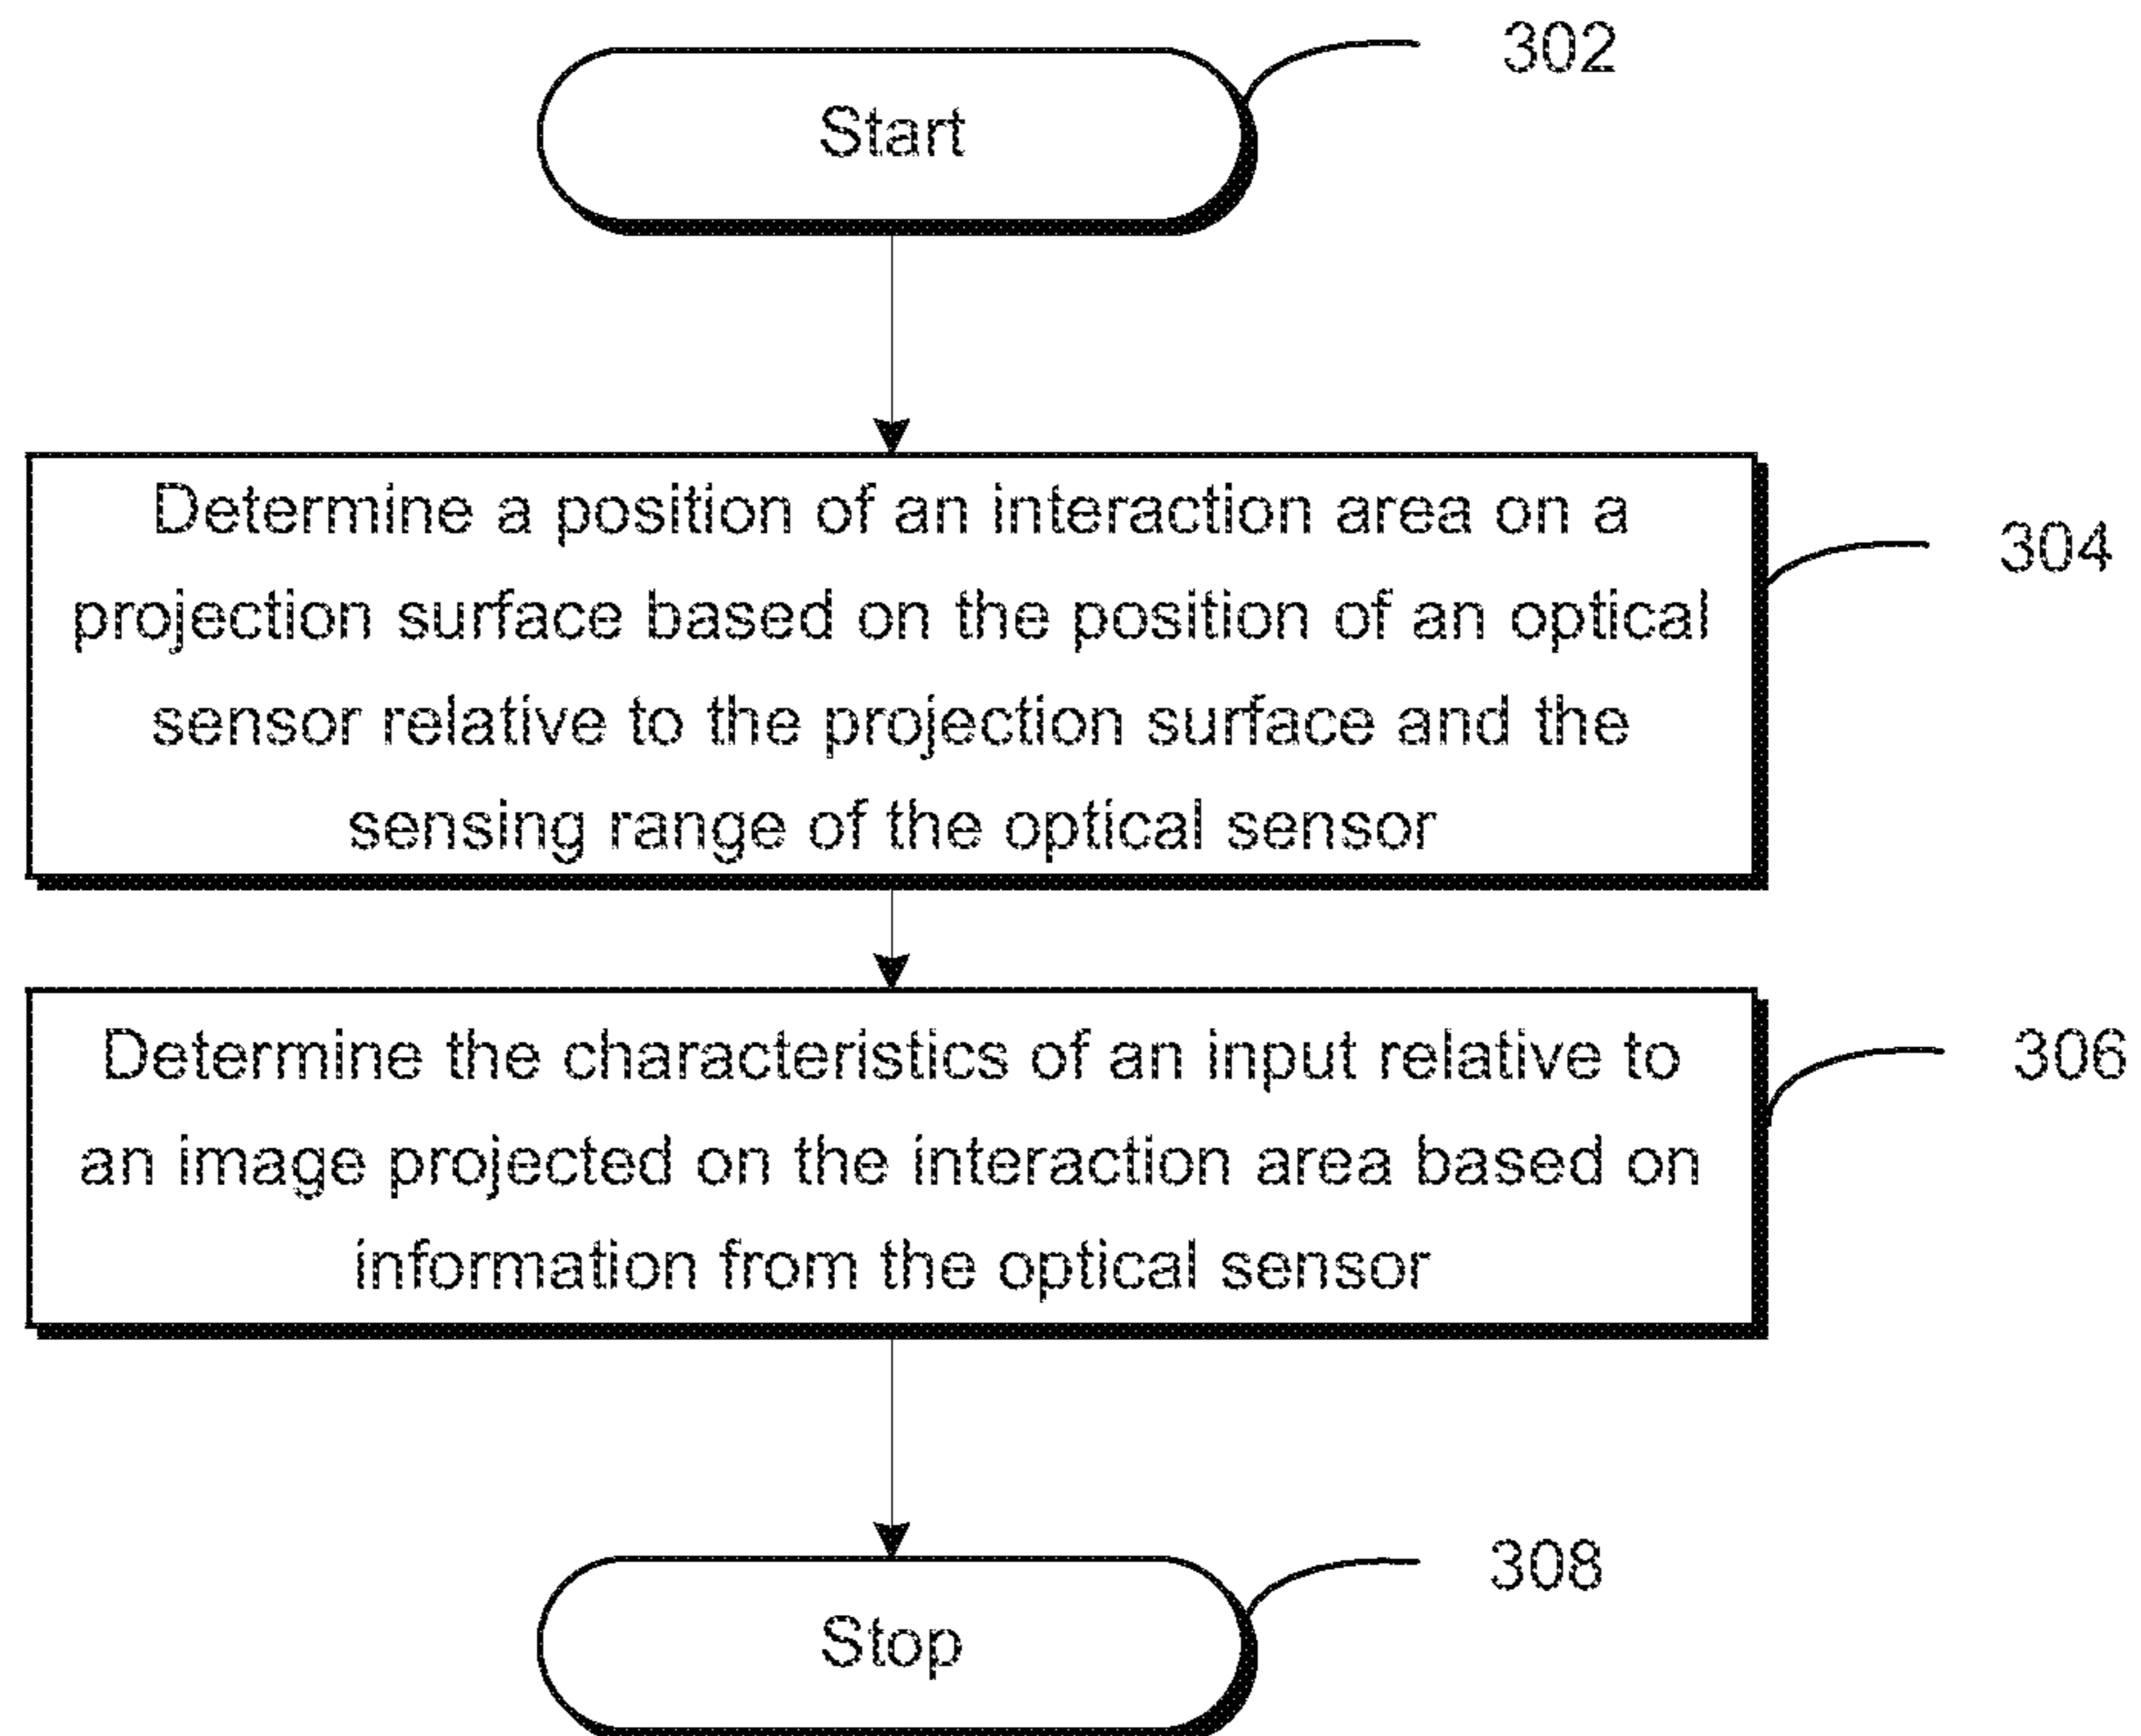 302
Start
Determine a position of an interaction area on a
projection surface based on the position of an optical
sensor relative to the projection surface and the
sensing range of the optical sensor
304
Determine the characteristics of an input relative to
an image projected on the interaction area based on
information from the optical sensor
306
308
Stop